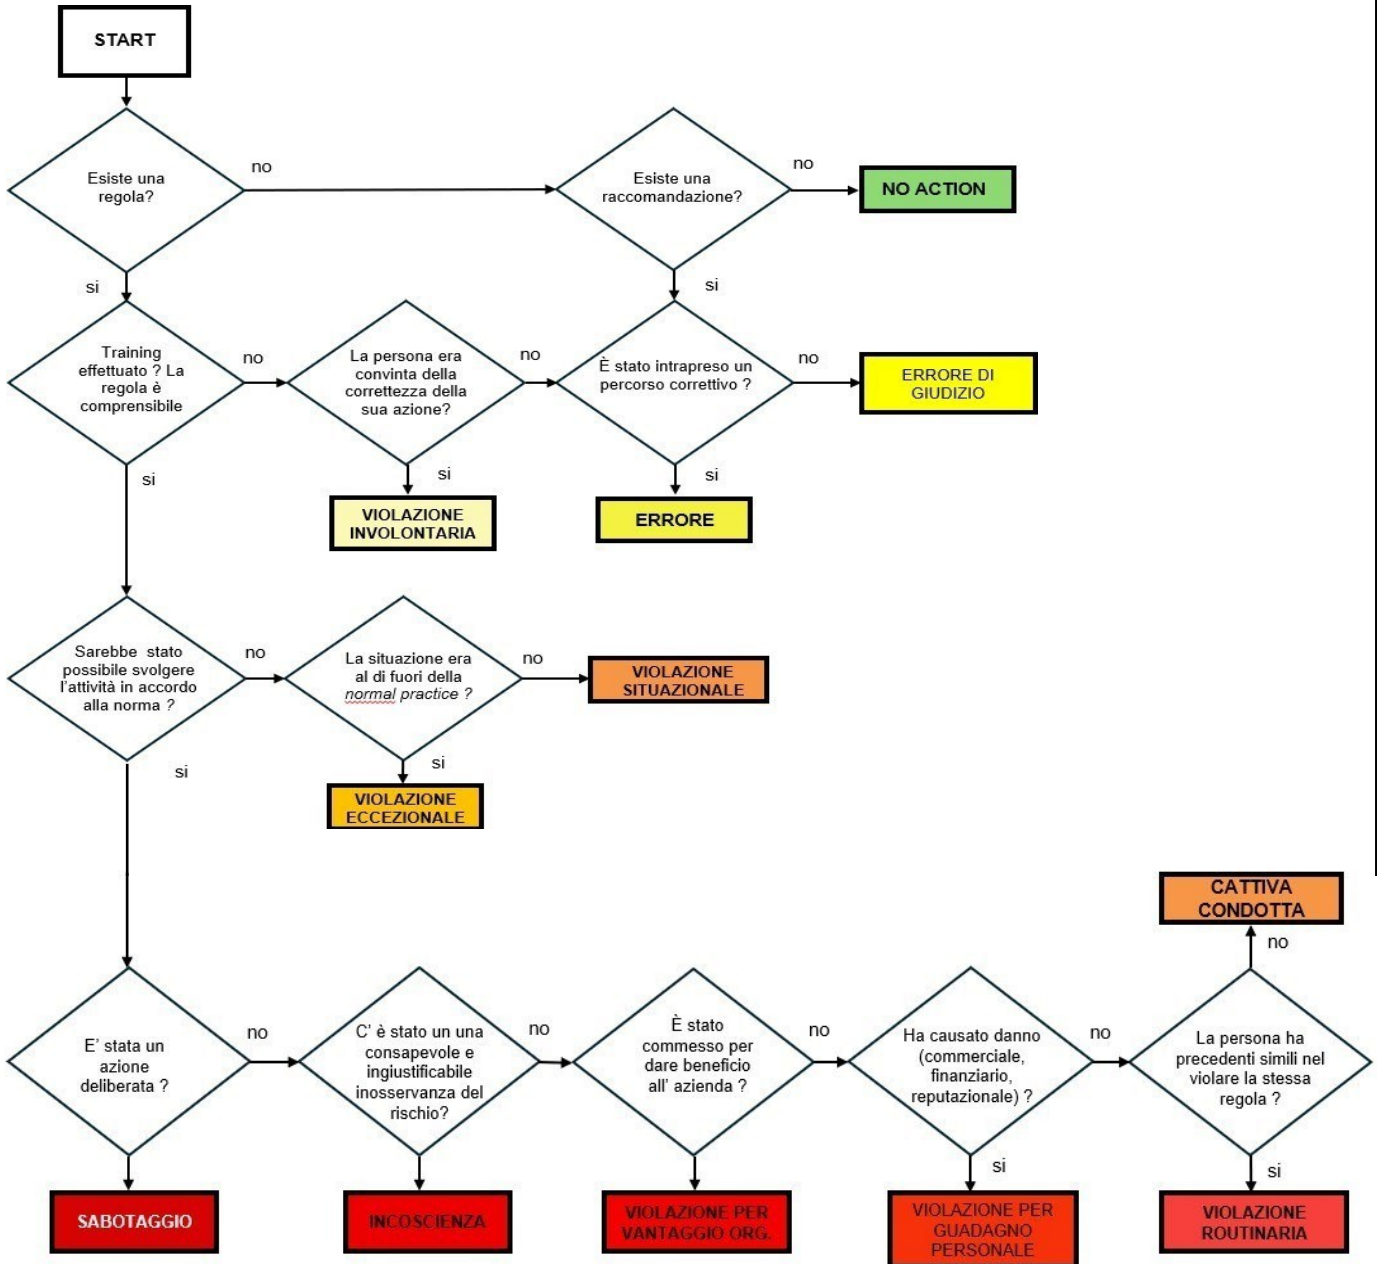 START
Esiste una
regola?
no
Esiste una
raccomandazione?
no
NO ACTION
si
si
Training
effettuato ? La
regola è
comprensibile
no
La persona era
convinta della
correttezza della
sua azione?
no
È stato intrapreso un
percorso correttivo ?
no
ERRORE DI
GIUDIZIO
si
si
si
VIOLAZIONE
INVOLONTARIA
ERRORE
Sarebbe stato
possibile svolgere
l'attività in accordo
alla norma ?
no
La situazione era
al di fuori della
normal practice ?
no
VIOLAZIONE
SITUAZIONALE
si
si
VIOLAZIONE
ECCEZIONALE
CATTIVA
CONDOTTA
no
E' stata un
azione
deliberata ?
no
C' è stato un una
consapevole e
ingiustificabile
inosservanza del
rischio?
no
È stato
commesso per
dare beneficio
all' azienda ?
no
Ha causato danno
(commerciale,
finanziario,
reputazionale) ?
no
La persona ha
precedenti simili nel
violare la stessa
regola ?
si
si
SABOTAGGIO
INCOSCIENZA
VIOLAZIONE PER
VANTAGGIO ORG.
VIOLAZIONE PER
GUADAGNO
PERSONALE
VIOLAZIONE
ROUTINARIA